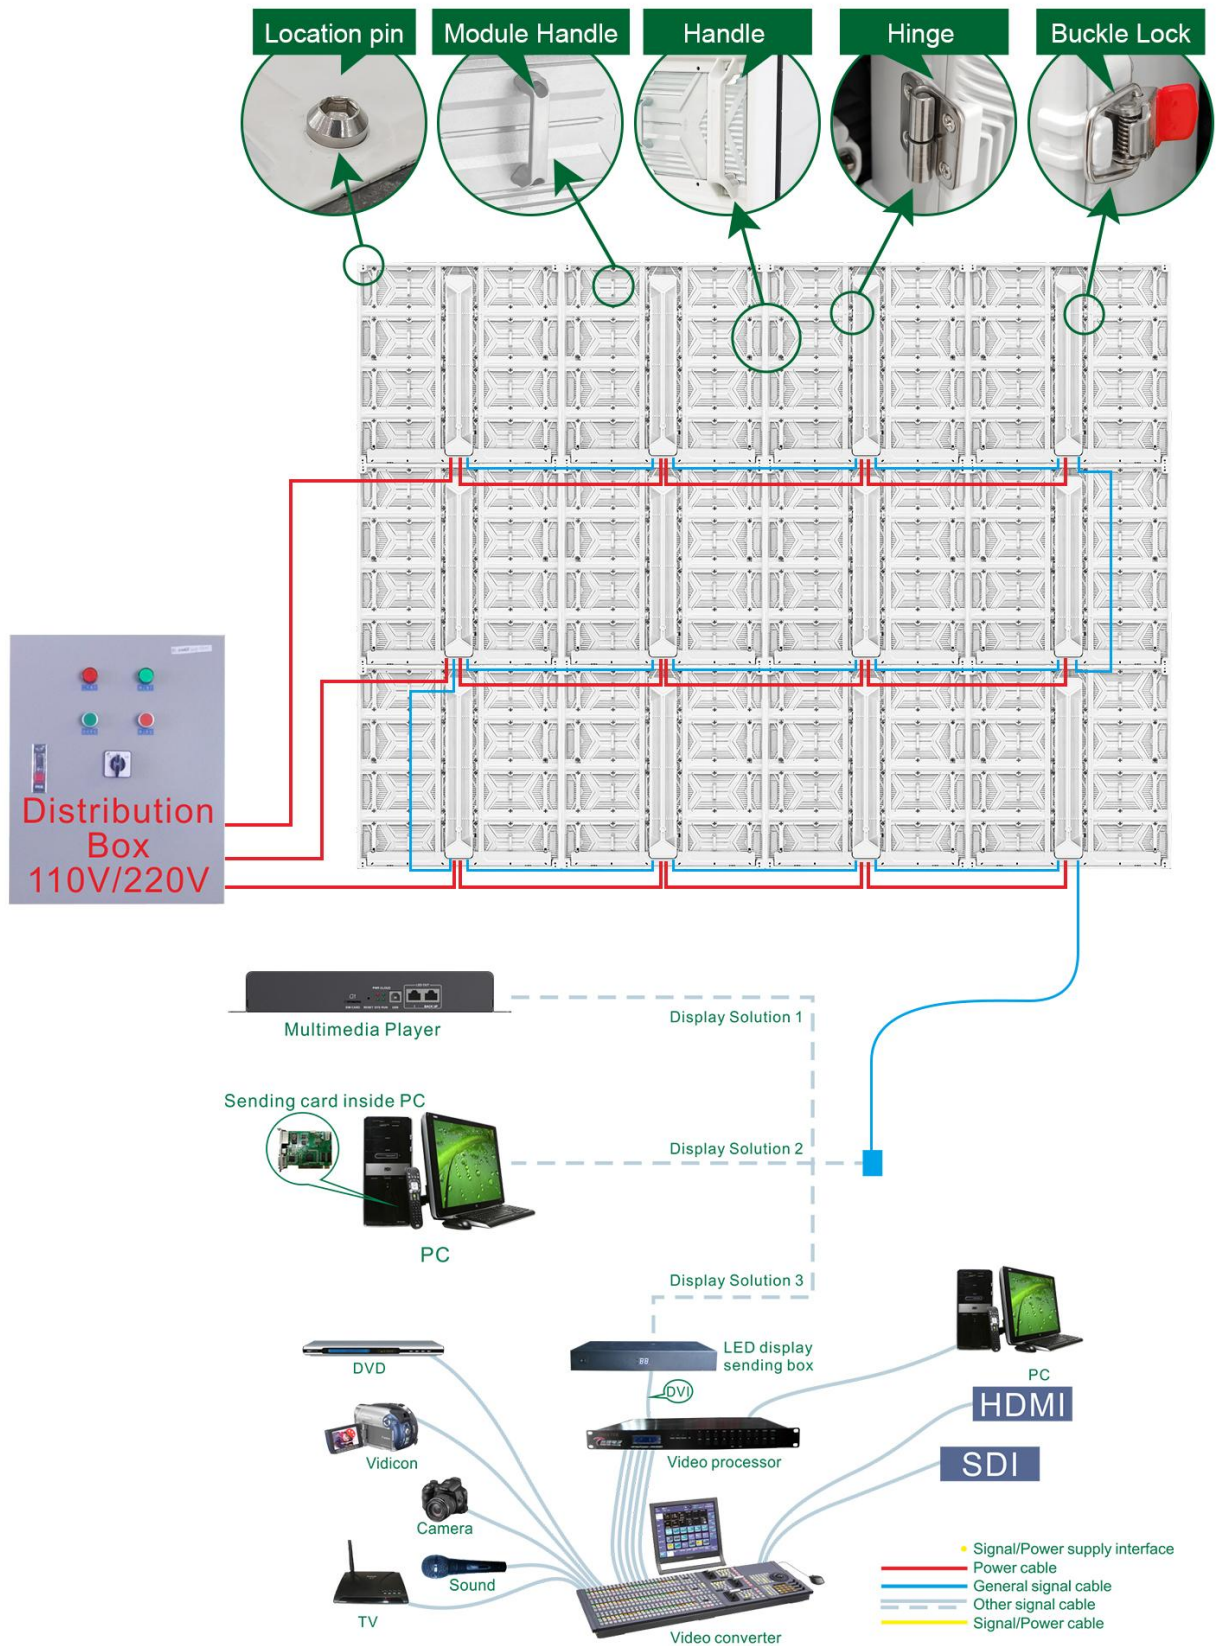 Location pin
Module Handle
Handle
Hinge
Buckle Lock
Distribution
Box
110V/220V
Multimedia Player
Display Solution 1
Sending card inside PC
Display Solution 2
PC
Display Solution 3
LED display
sending box
DVI
PC
DVD
HDMI
Vidicon
Video processor
SDI
Camera
Sound
TV
Video converter
Signal/Power supply interface
Power cable
General signal cable
Other signal cable
Signal/Power cable